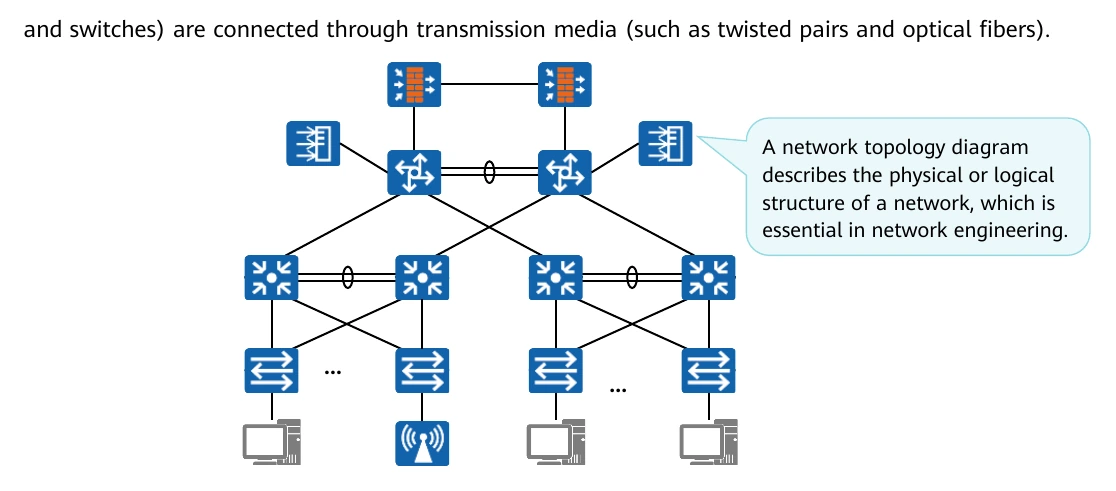 and switches) are connected through transmission media (such as twisted pairs and optical fibers).
A network topology diagram
describes the physical or logical
structure of a network, which is
essential in network engineering.
...
...